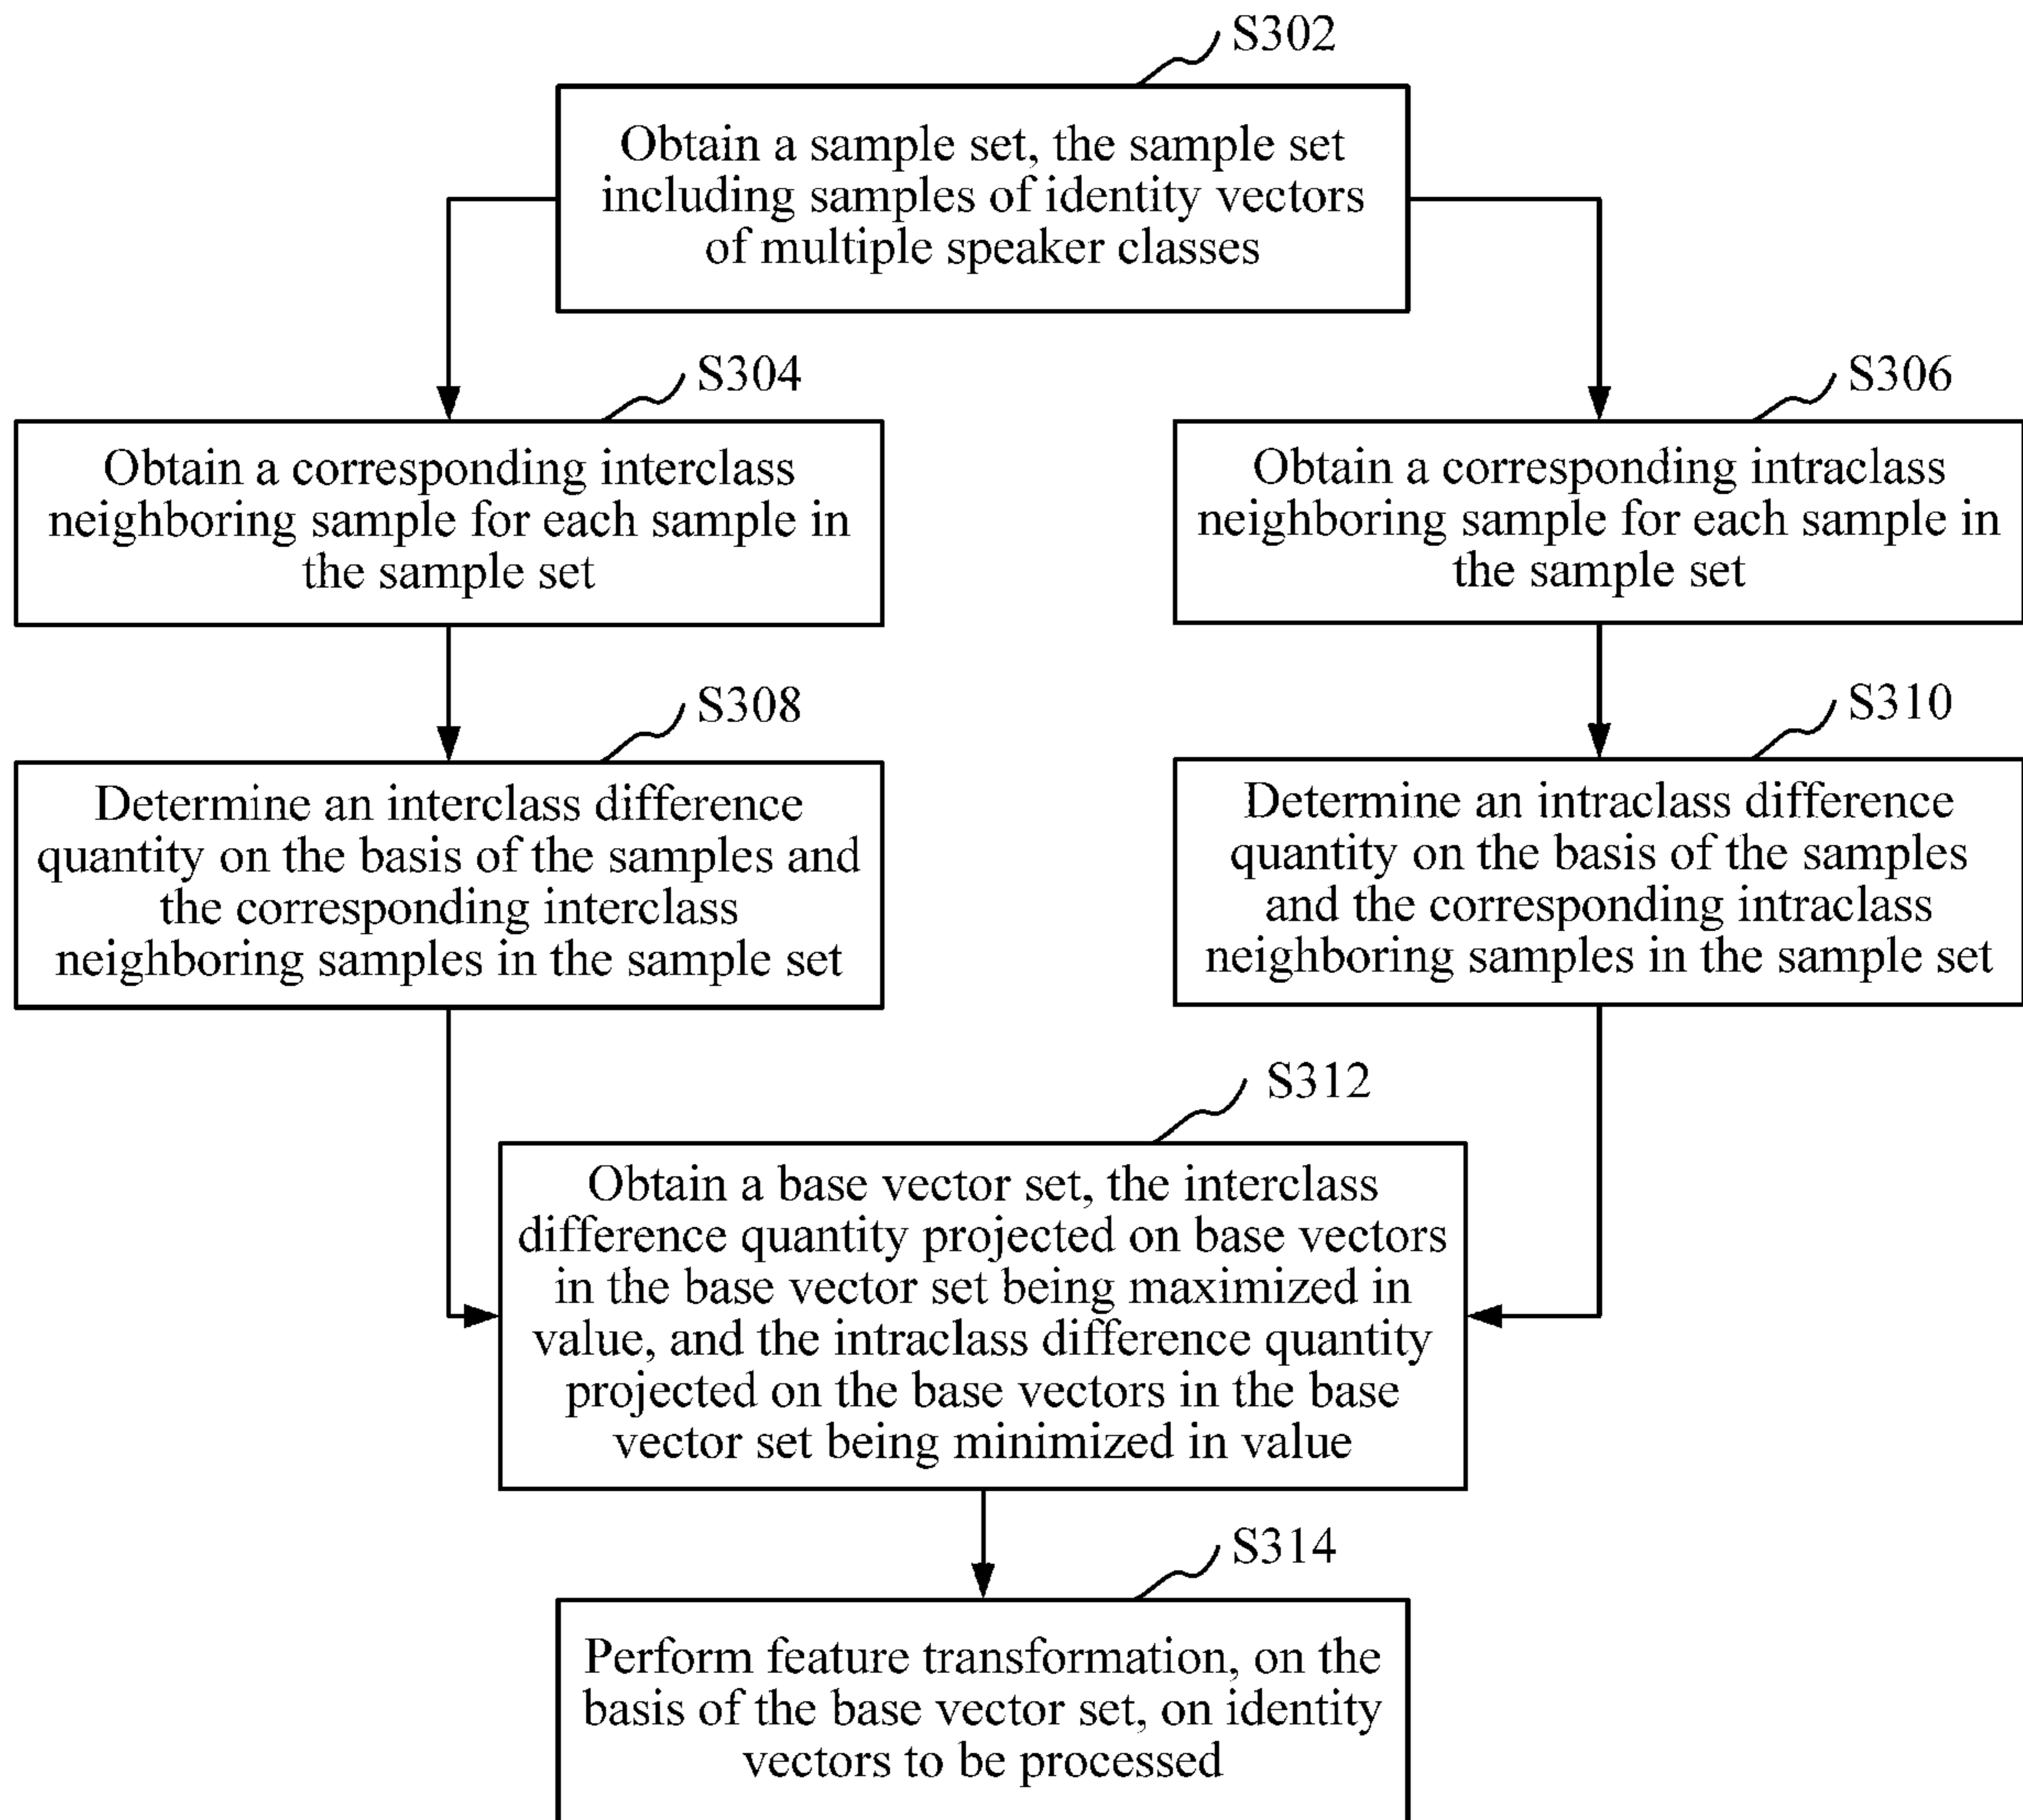 S302
Obtain a sample set, the sample set
including samples of identity vectors
of multiple speaker classes
S304
Obtain a corresponding interclass
neighboring sample for each sample in
the sample set
S306
Obtain a corresponding intraclass
neighboring sample for each sample in
the sample set
S308
Determine an interclass difference
quantity on the basis of the samples and
the corresponding interclass
neighboring samples in the sample set
S310
Determine an intraclass difference
quantity on the basis of the samples
and the corresponding intraclass
neighboring samples in the sample set
S312
Obtain a base vector set, the interclass
difference quantity projected on base vectors
in the base vector set being maximized in
value, and the intraclass difference quantity
projected on the base vectors in the base
vector set being minimized in value
S314
Perform feature transformation, on the
basis of the base vector set, on identity
vectors to be processed